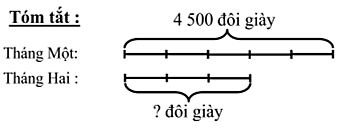 Tóm tắt :
4 500 đôi giày
Tháng Một:
Tháng Hai :
? đôi giày